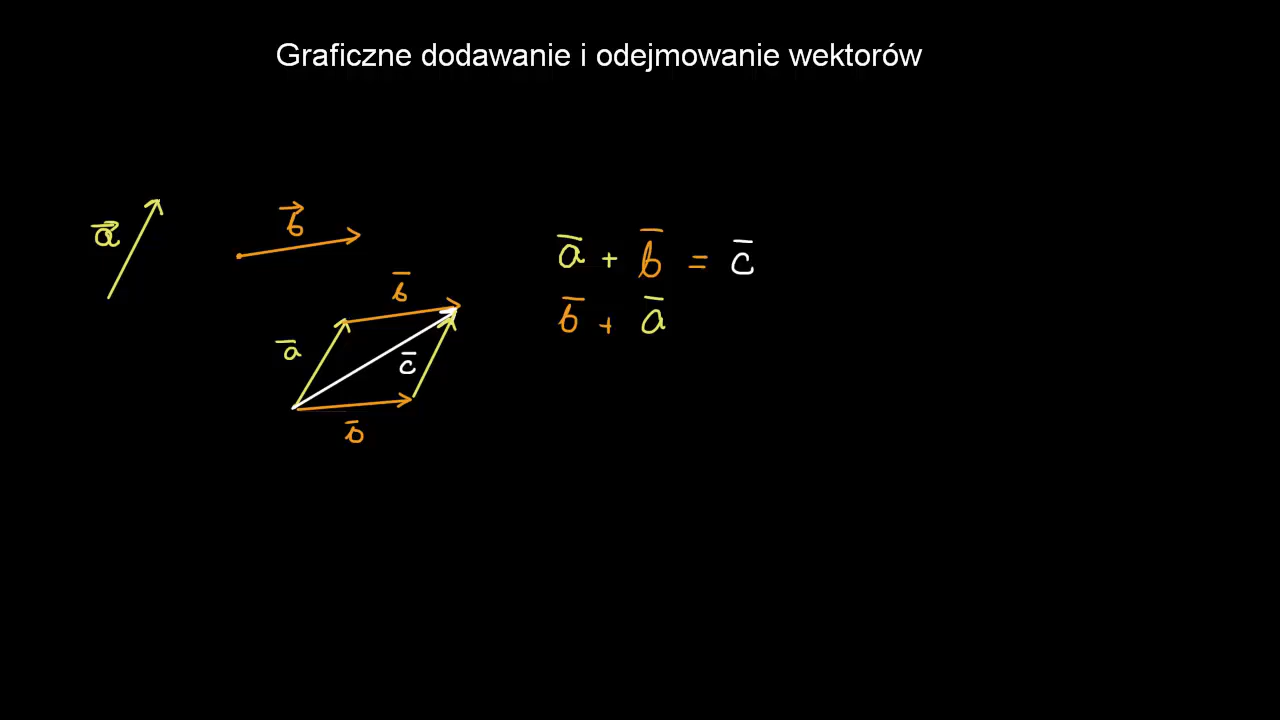 Graficzne dodawanie i odejmowanie wektorów
a⃗
b⃗
a̅ + b̅ = c̅
b̅
b̅ + a̅
a̅
c̅
b̅